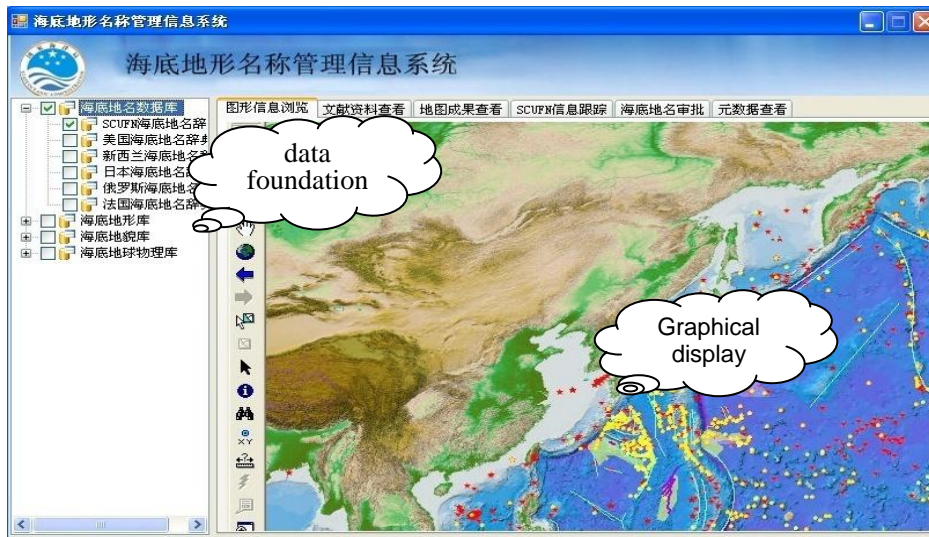 海底地形名称管理信息系统
海底地形名称管理信息系统
海底地名数据库
SCUFN海底地名辞
美国海底地名辞典
新西兰海底地名
日本海底地名
俄罗斯海底地名
法国海底地名辞
海底地形库
海底地貌库
海底地球物理库
图形信息浏览 文献资料查看 地图成果查看 SCUFN信息跟踪 海底地名审批 元数据查看
data
foundation
XY
Graphical
display